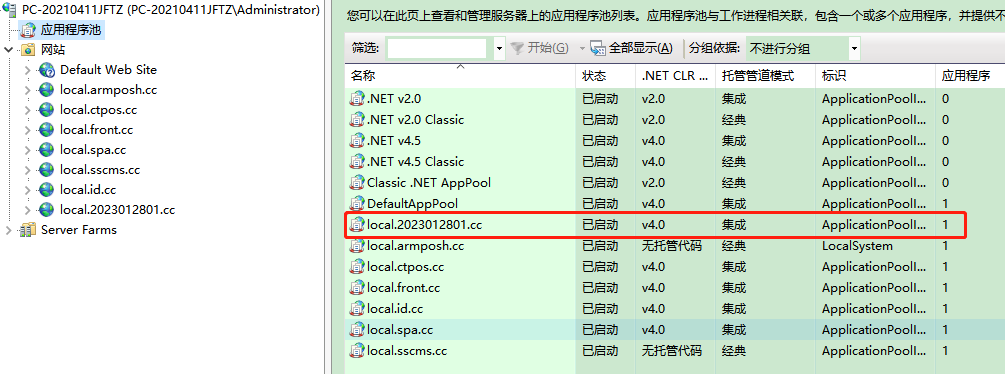 PC-20210411JFTZ (PC-20210411JFTZ\Administrator)
应用程序池
网站
Default Web Site
local.armposh.cc
local.ctpos.cc
local.front.cc
local.spa.cc
local.sscms.cc
local.id.cc
local.2023012801.cc
Server Farms
您可以在此页上查看和管理服务器上的应用程序池列表。应用程序池与工作进程相关联，包含一个或多个应用程序，并提供不
筛选: 开始(G) 全部显示(A) 分组依据: 不进行分组
名称 状态 .NET CLR ... 托管管道模式 标识 应用程序
.NET v2.0 已启动 v2.0 集成 ApplicationPoolI... 0
.NET v2.0 Classic 已启动 v2.0 经典 ApplicationPoolI... 0
.NET v4.5 已启动 v4.0 集成 ApplicationPoolI... 0
.NET v4.5 Classic 已启动 v4.0 经典 ApplicationPoolI... 0
Classic .NET AppPool 已启动 v2.0 经典 ApplicationPoolI... 0
DefaultAppPool 已启动 v4.0 集成 ApplicationPoolI... 1
local.2023012801.cc 已启动 v4.0 集成 ApplicationPoolI... 1
local.armposh.cc 已启动 无托管代码 经典 LocalSystem 1
local.ctpos.cc 已启动 v4.0 集成 ApplicationPoolI... 1
local.front.cc 已启动 v4.0 集成 ApplicationPoolI... 1
local.id.cc 已启动 v4.0 集成 ApplicationPoolI... 1
local.spa.cc 已启动 v4.0 集成 ApplicationPoolI... 1
local.sscms.cc 已启动 无托管代码 经典 ApplicationPoolI... 1